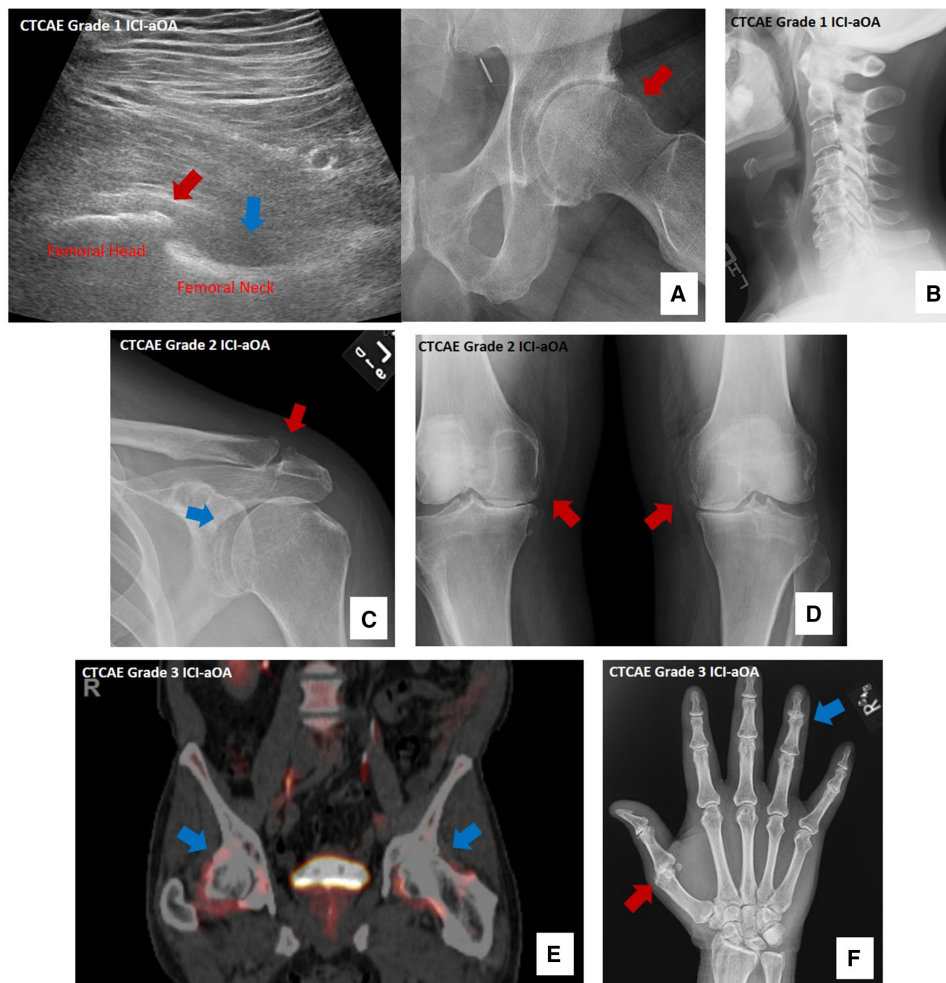 CTCAE Grade 1 ICI-aOA
Femoral Head
Femoral Neck
A
CTCAE Grade 1 ICI-aOA
B
CTCAE Grade 2 ICI-aOA
C
CTCAE Grade 2 ICI-aOA
D
CTCAE Grade 3 ICI-aOA
R
E
CTCAE Grade 3 ICI-aOA
R
F